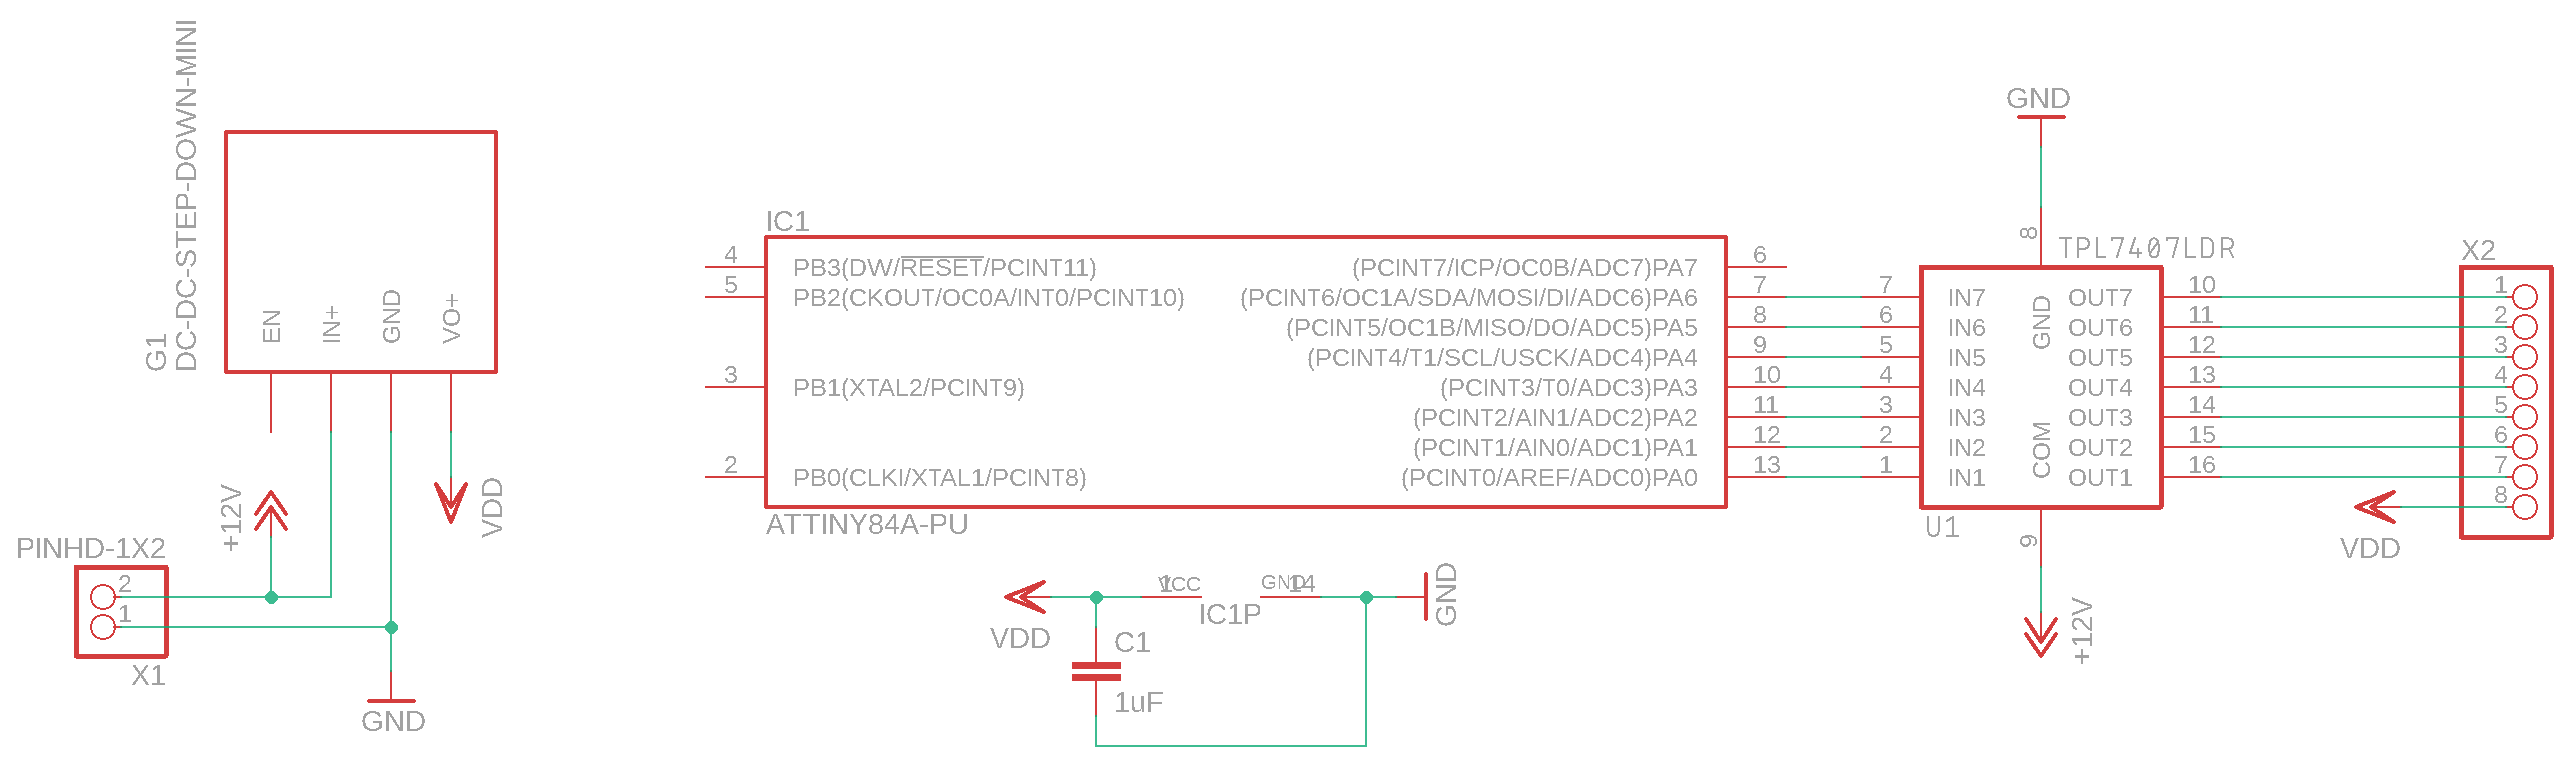 G1
DC-DC-STEP-DOWN-MINI
EN
IN+
GND
VO+
+12V
VDD
PINHD-1X2
2
1
X1
GND
IC1
4
PB3(DW/RESET/PCINT11)
5
PB2(CKOUT/OC0A/INT0/PCINT10)
3
PB1(XTAL2/PCINT9)
2
PB0(CLKI/XTAL1/PCINT8)
(PCINT7/ICP/OC0B/ADC7)PA7
6
(PCINT6/OC1A/SDA/MOSI/DI/ADC6)PA6
7
(PCINT5/OC1B/MISO/DO/ADC5)PA5
8
(PCINT4/T1/SCL/USCK/ADC4)PA4
9
(PCINT3/T0/ADC3)PA3
10
(PCINT2/AIN1/ADC2)PA2
11
(PCINT1/AIN0/ADC1)PA1
12
(PCINT0/AREF/ADC0)PA0
13
ATTINY84A-PU
VDD
1
VCC
IC1P
GND
14
GND
C1
1uF
GND
8
TPL7407LDR
7
IN7
6
IN6
5
IN5
4
IN4
3
IN3
2
IN2
1
IN1
GND
COM
OUT7
10
OUT6
11
OUT5
12
OUT4
13
OUT3
14
OUT2
15
OUT1
16
U1
9
+12V
X2
1
2
3
4
5
6
7
8
VDD